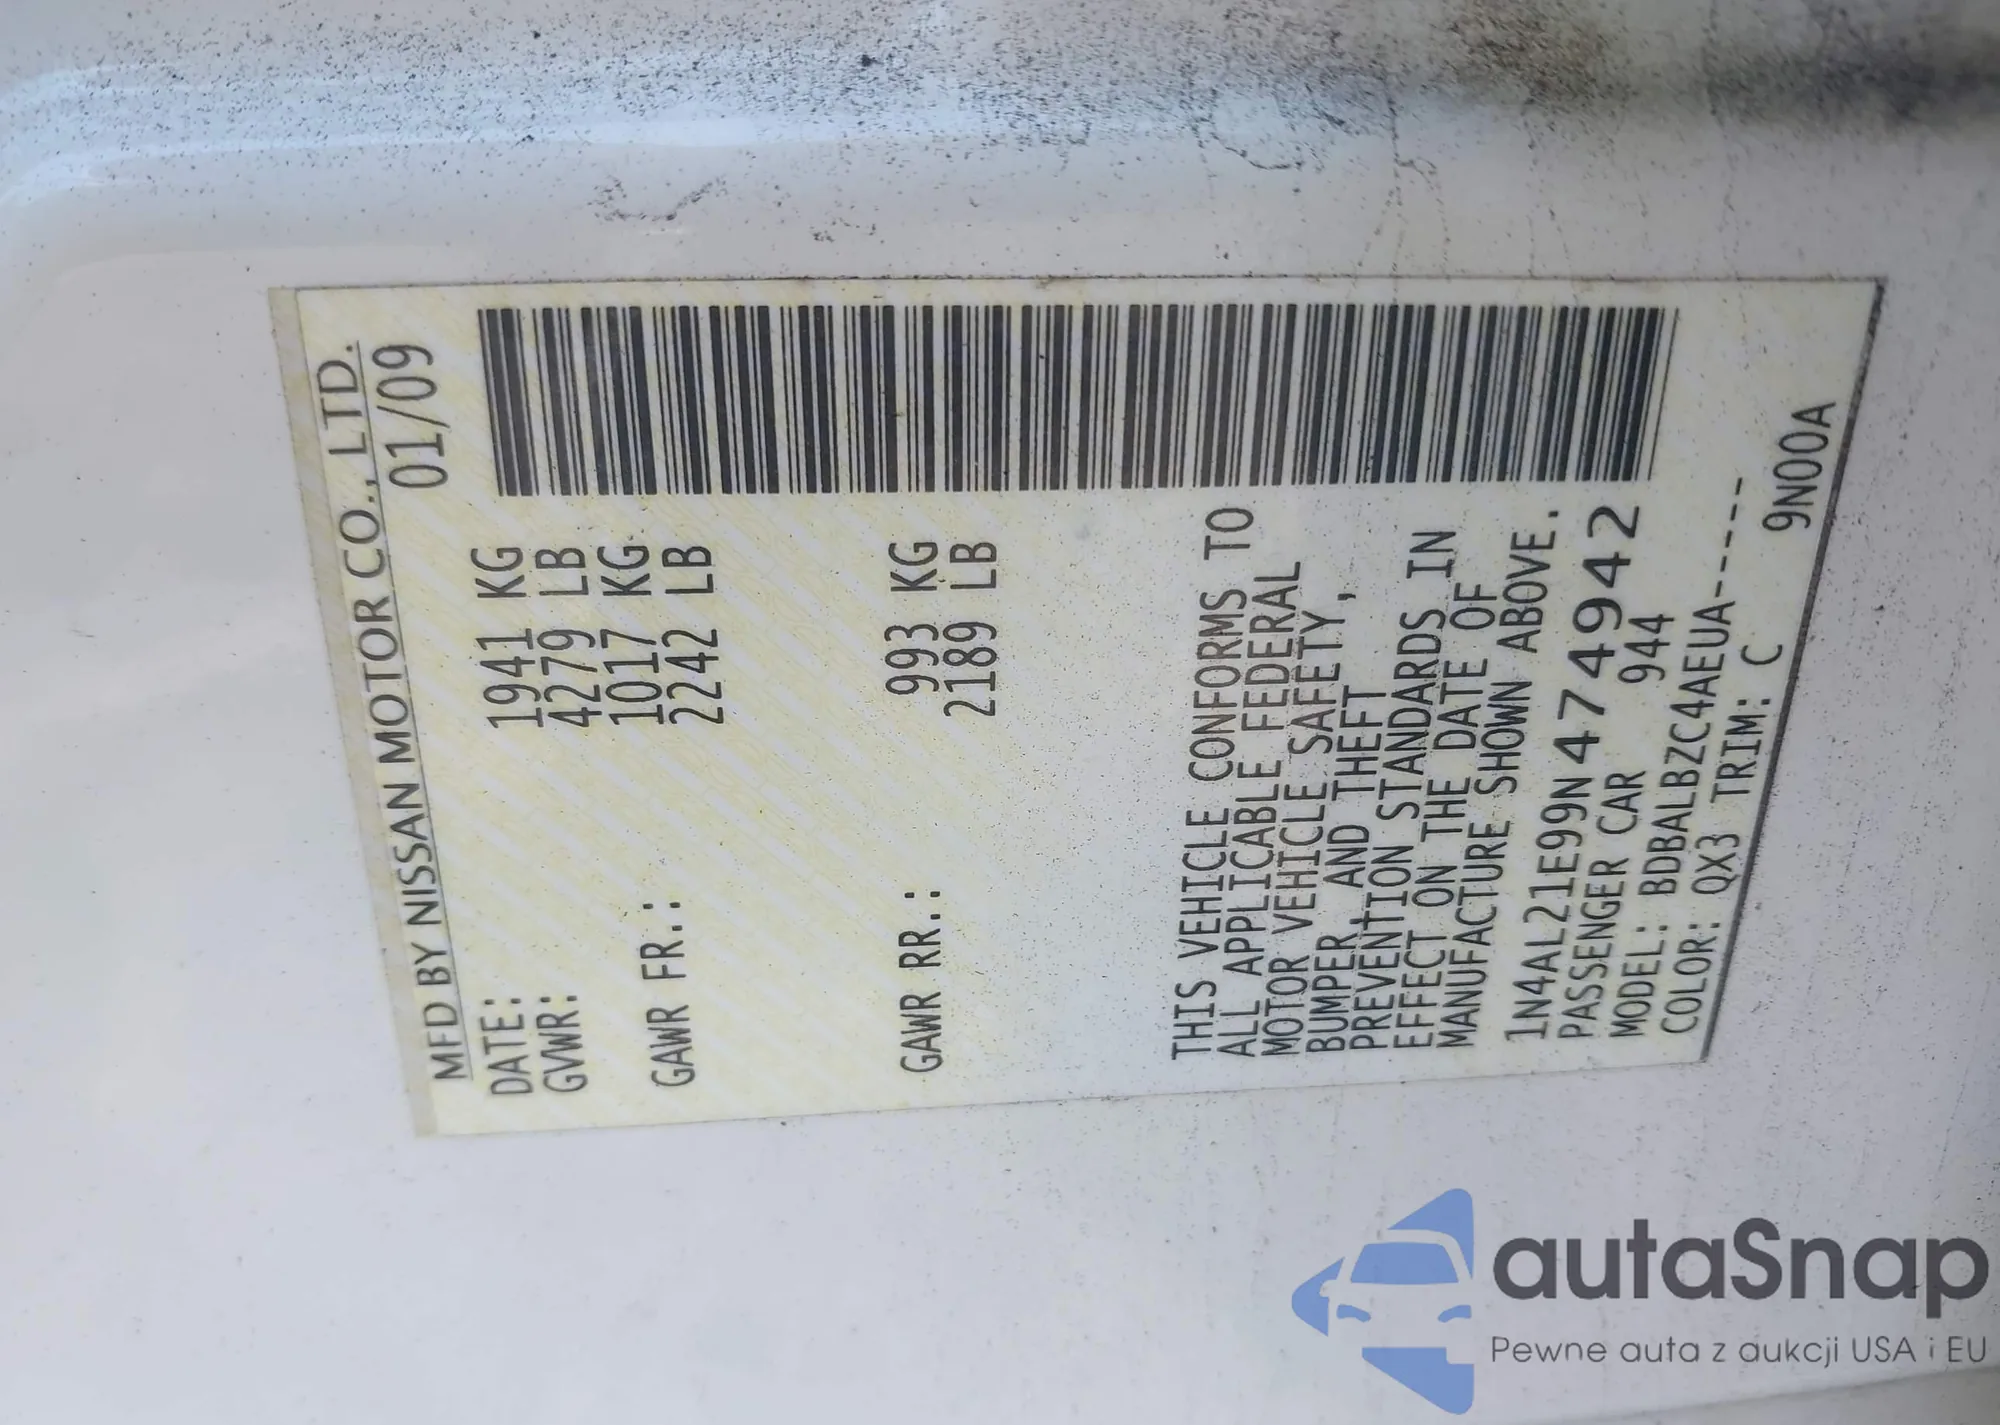 MFD BY NISSAN MOTOR CO., LTD.
DATE: 01/09
GVWR: 1941 KG
4279 LB
GAWR FR.: 1017 KG
2242 LB
GAWR RR.: 993 KG
2189 LB
THIS VEHICLE CONFORMS TO
ALL APPLICABLE FEDERAL
MOTOR VEHICLE SAFETY,
BUMPER, AND THEFT
PREVENTION STANDARDS IN
EFFECT ON THE DATE OF
MANUFACTURE SHOWN ABOVE.
1N4AL21E99N474942
PASSENGER CAR 944
MODEL: BDBALBZC4AEUA-----
COLOR: QX3 TRIM: C
9N00A
autaSnap
Pewne auta z aukcji USA i EU